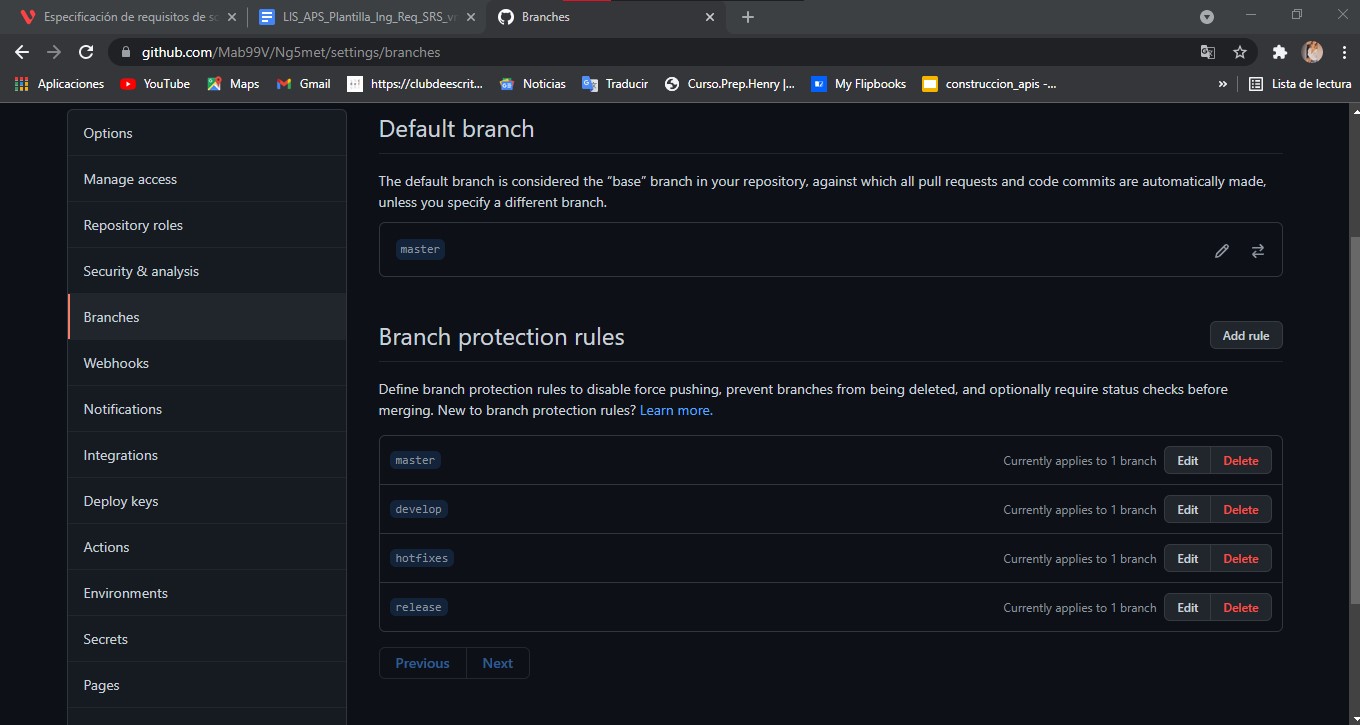 Especificación de requisitos de so
LIS_APS_Plantilla_Ing_Req_SRS_vr
Branches
github.com/Mab99V/Ng5met/settings/branches
Aplicaciones
YouTube
Maps
Gmail
https://clubdeescrit...
Noticias
Traducir
Curso.Prep.Henry |...
My Flipbooks
construccion_apis -...
»
Lista de lectura
Options
Manage access
Repository roles
Security & analysis
Branches
Webhooks
Notifications
Integrations
Deploy keys
Actions
Environments
Secrets
Pages
Default branch
The default branch is considered the “base” branch in your repository, against which all pull requests and code commits are automatically made,
unless you specify a different branch.
master
Branch protection rules
Add rule
Define branch protection rules to disable force pushing, prevent branches from being deleted, and optionally require status checks before
merging. New to branch protection rules? Learn more.
master Currently applies to 1 branch Edit Delete
develop Currently applies to 1 branch Edit Delete
hotfixes Currently applies to 1 branch Edit Delete
release Currently applies to 1 branch Edit Delete
Previous Next